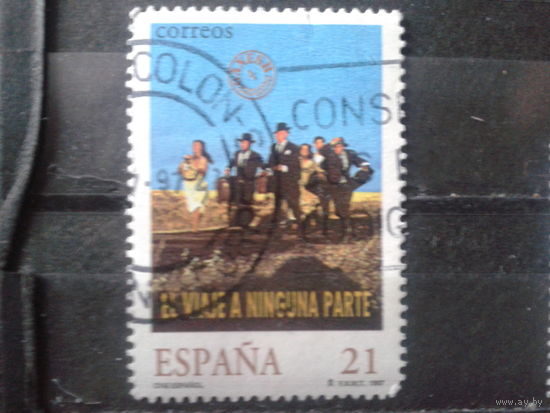 correos
COLON-
CONS
EL VIAJE A NINGUNA PARTE
ESPAÑA 21
CINE ESPAÑOL F.N.M.T. 1997
www.ay.by